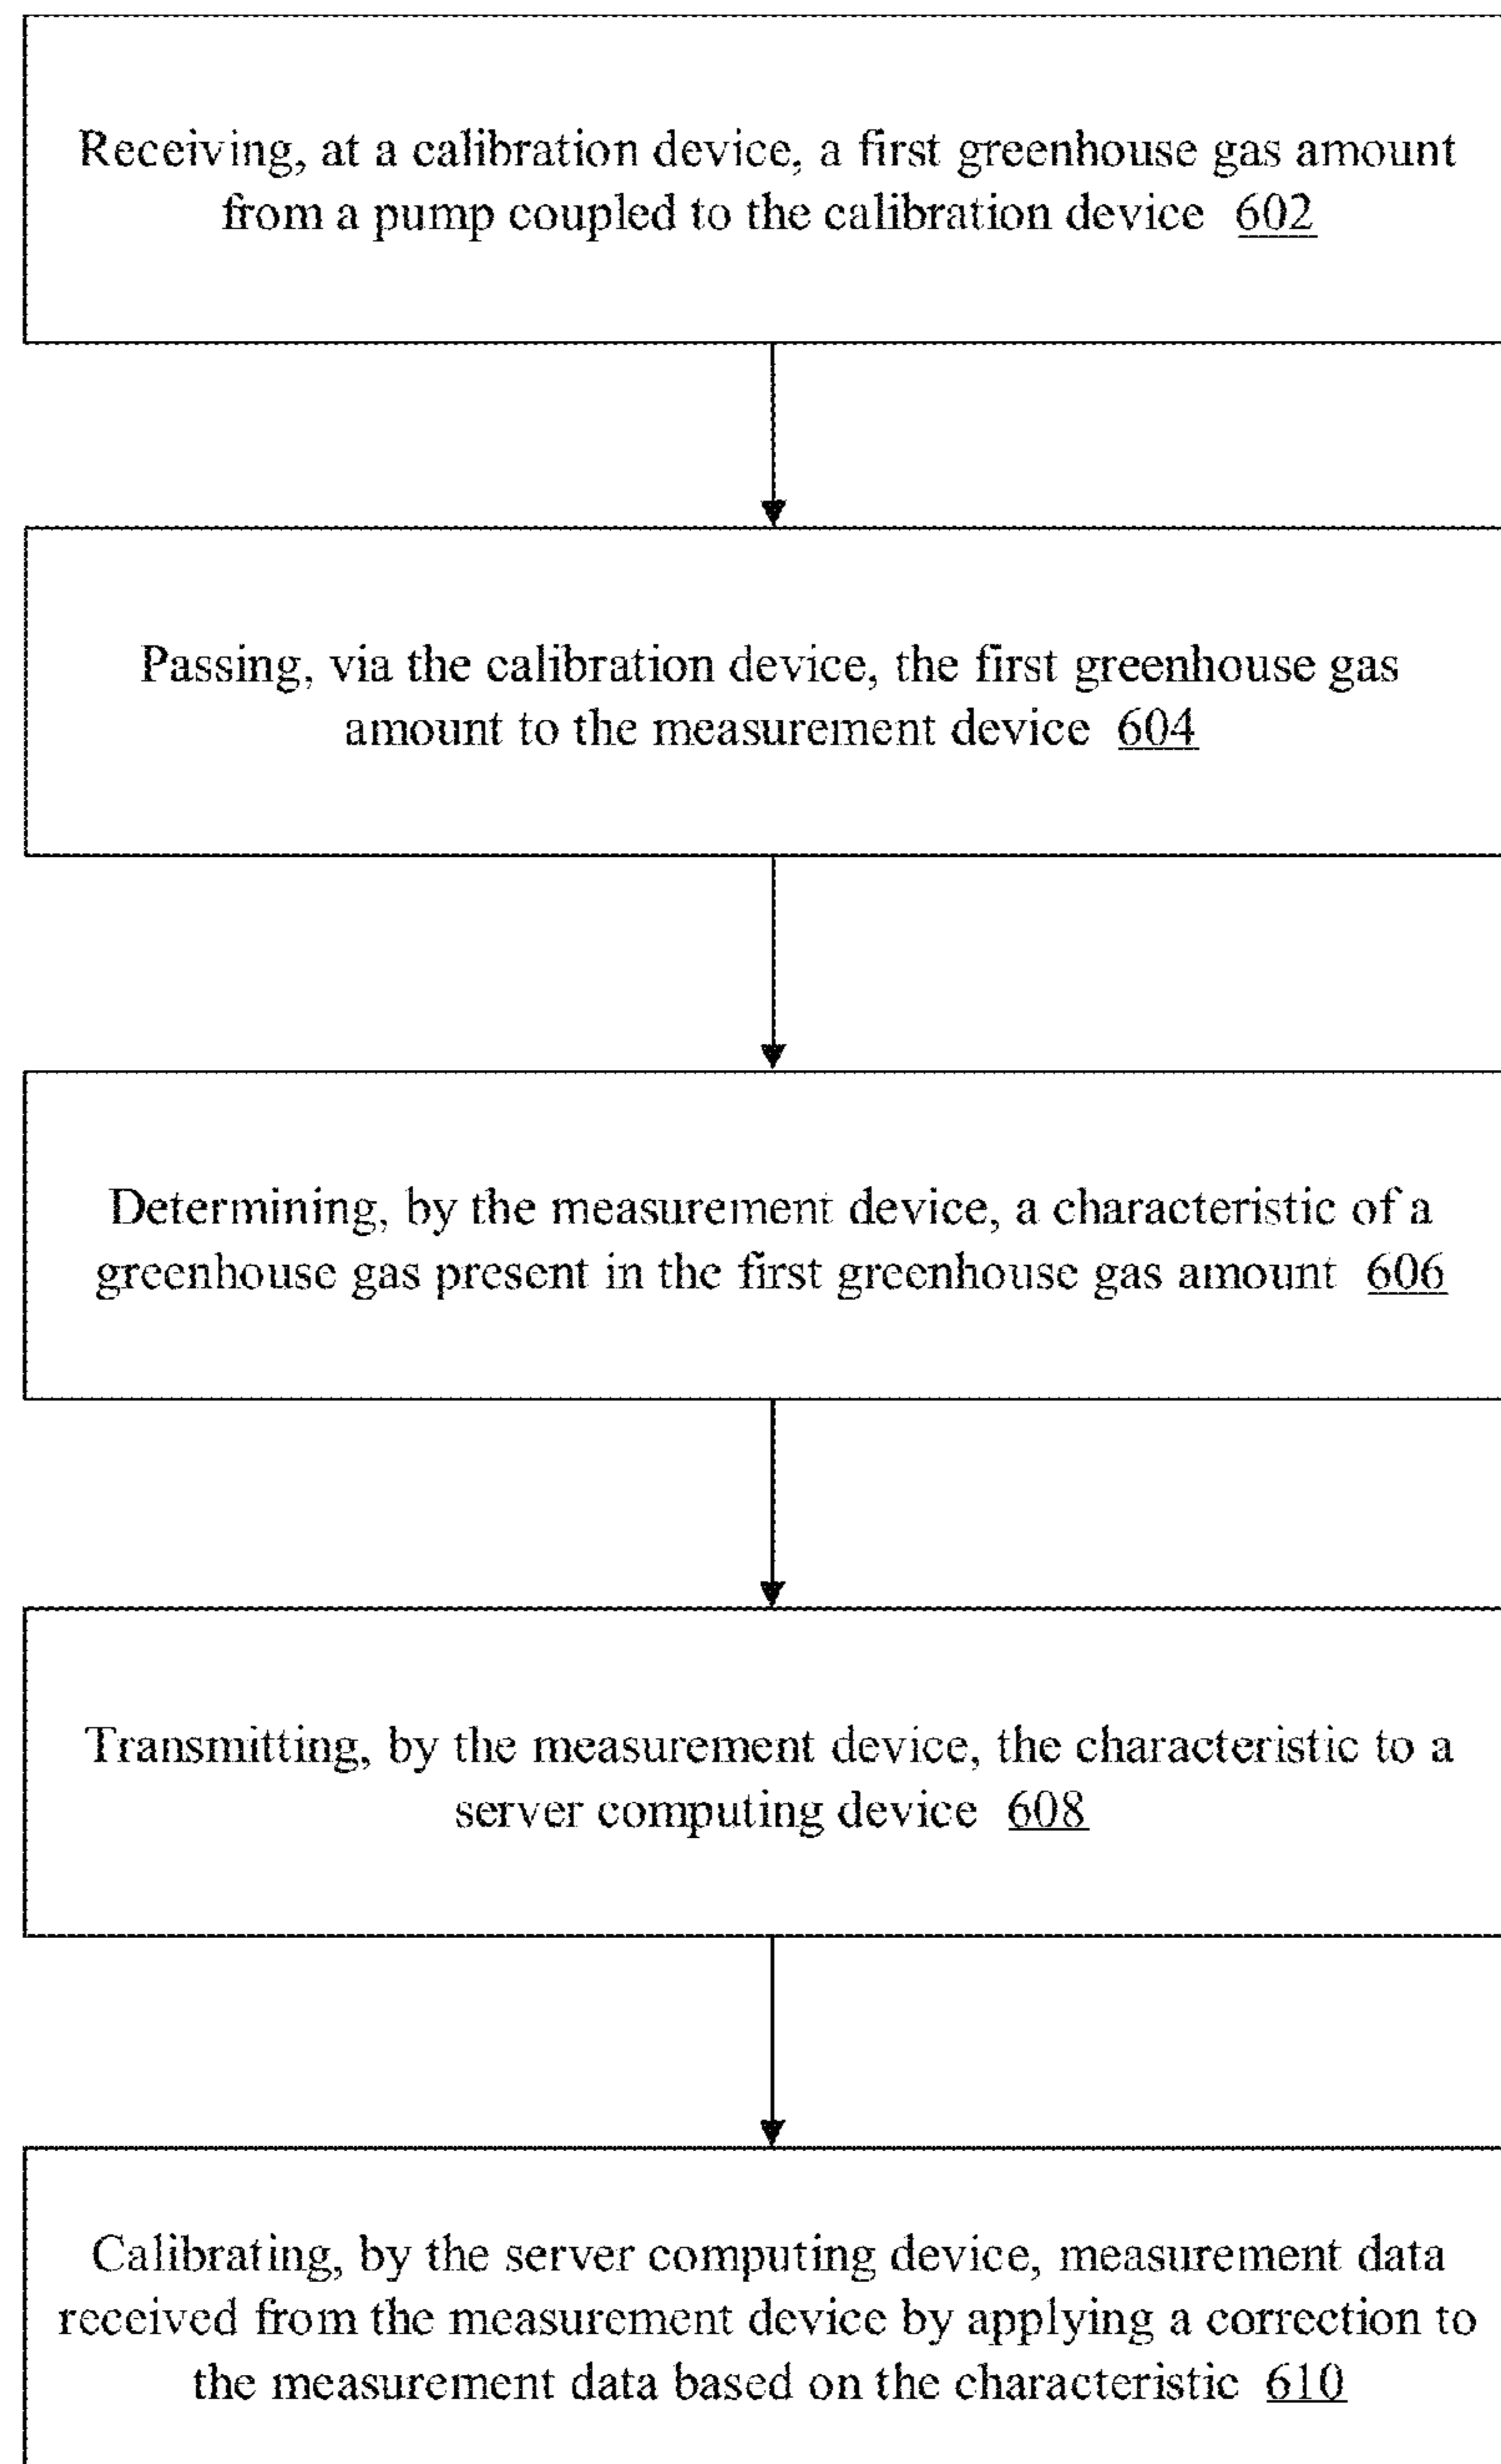 Receiving, at a calibration device, a first greenhouse gas amount
from a pump coupled to the calibration device 602
Passing, via the calibration device, the first greenhouse gas
amount to the measurement device 604
Determining, by the measurement device, a characteristic of a
greenhouse gas present in the first greenhouse gas amount 606
Transmitting, by the measurement device, the characteristic to a
server computing device 608
Calibrating, by the server computing device, measurement data
received from the measurement device by applying a correction to
the measurement data based on the characteristic 610